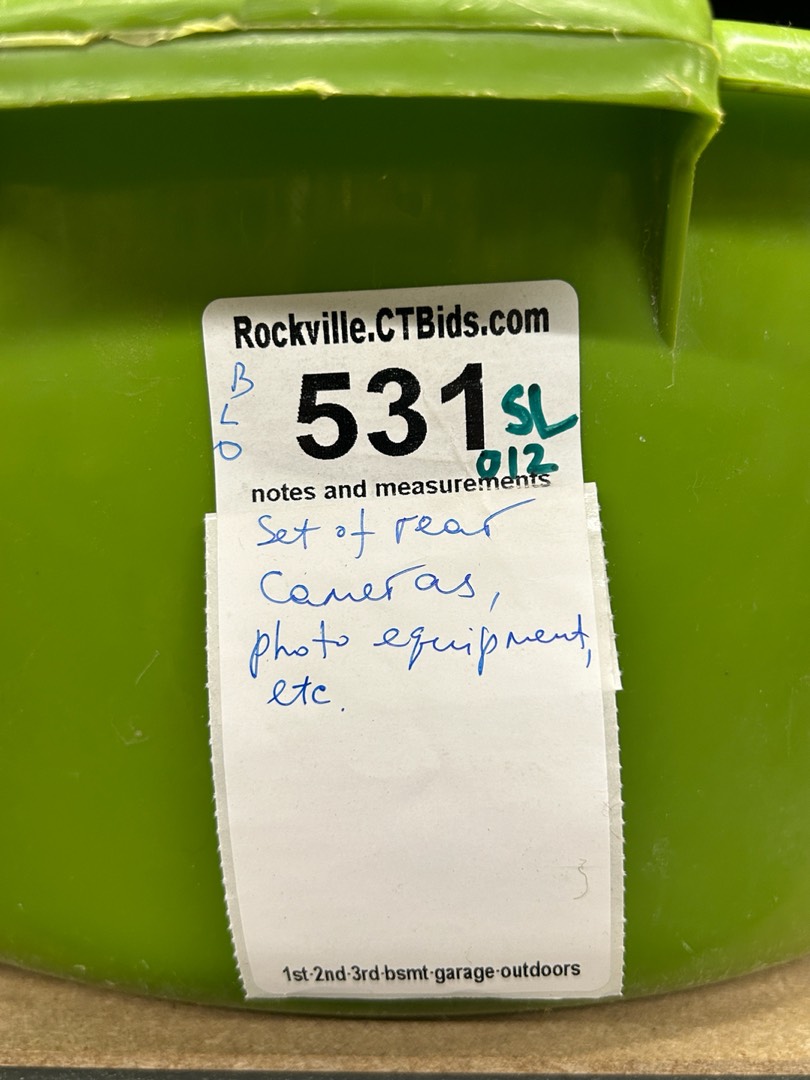 Rockville.CTBids.com
B
L
O
531
SL
012
notes and measurements
Set of rear
Cameras,
photo equipment,
etc.
1st-2nd-3rd-bsmt-garage-outdoors